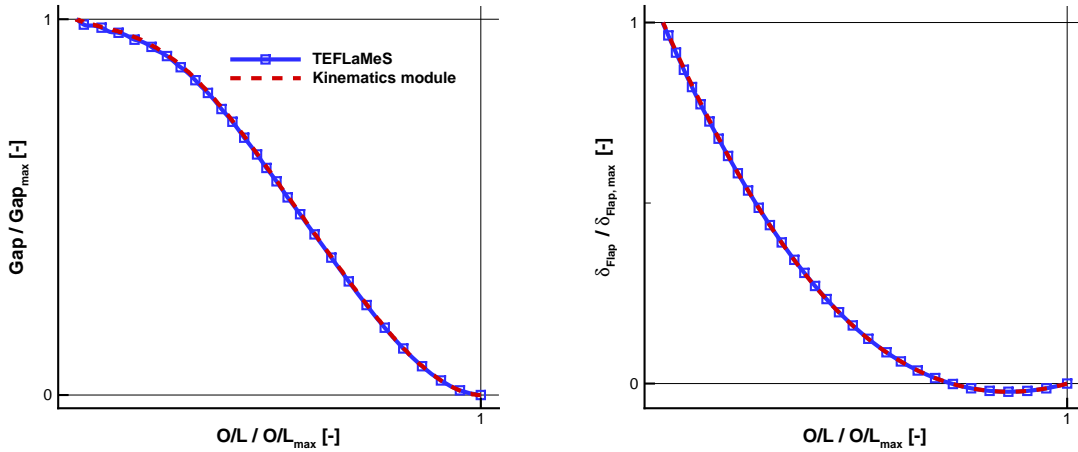 1
TEFLaMeS
Kinematics module
Gap / Gap_max [-]
0
1
O/L / O/L_max [-]
1
δ_Flap / δ_Flap, max [-]
0
1
O/L / O/L_max [-]